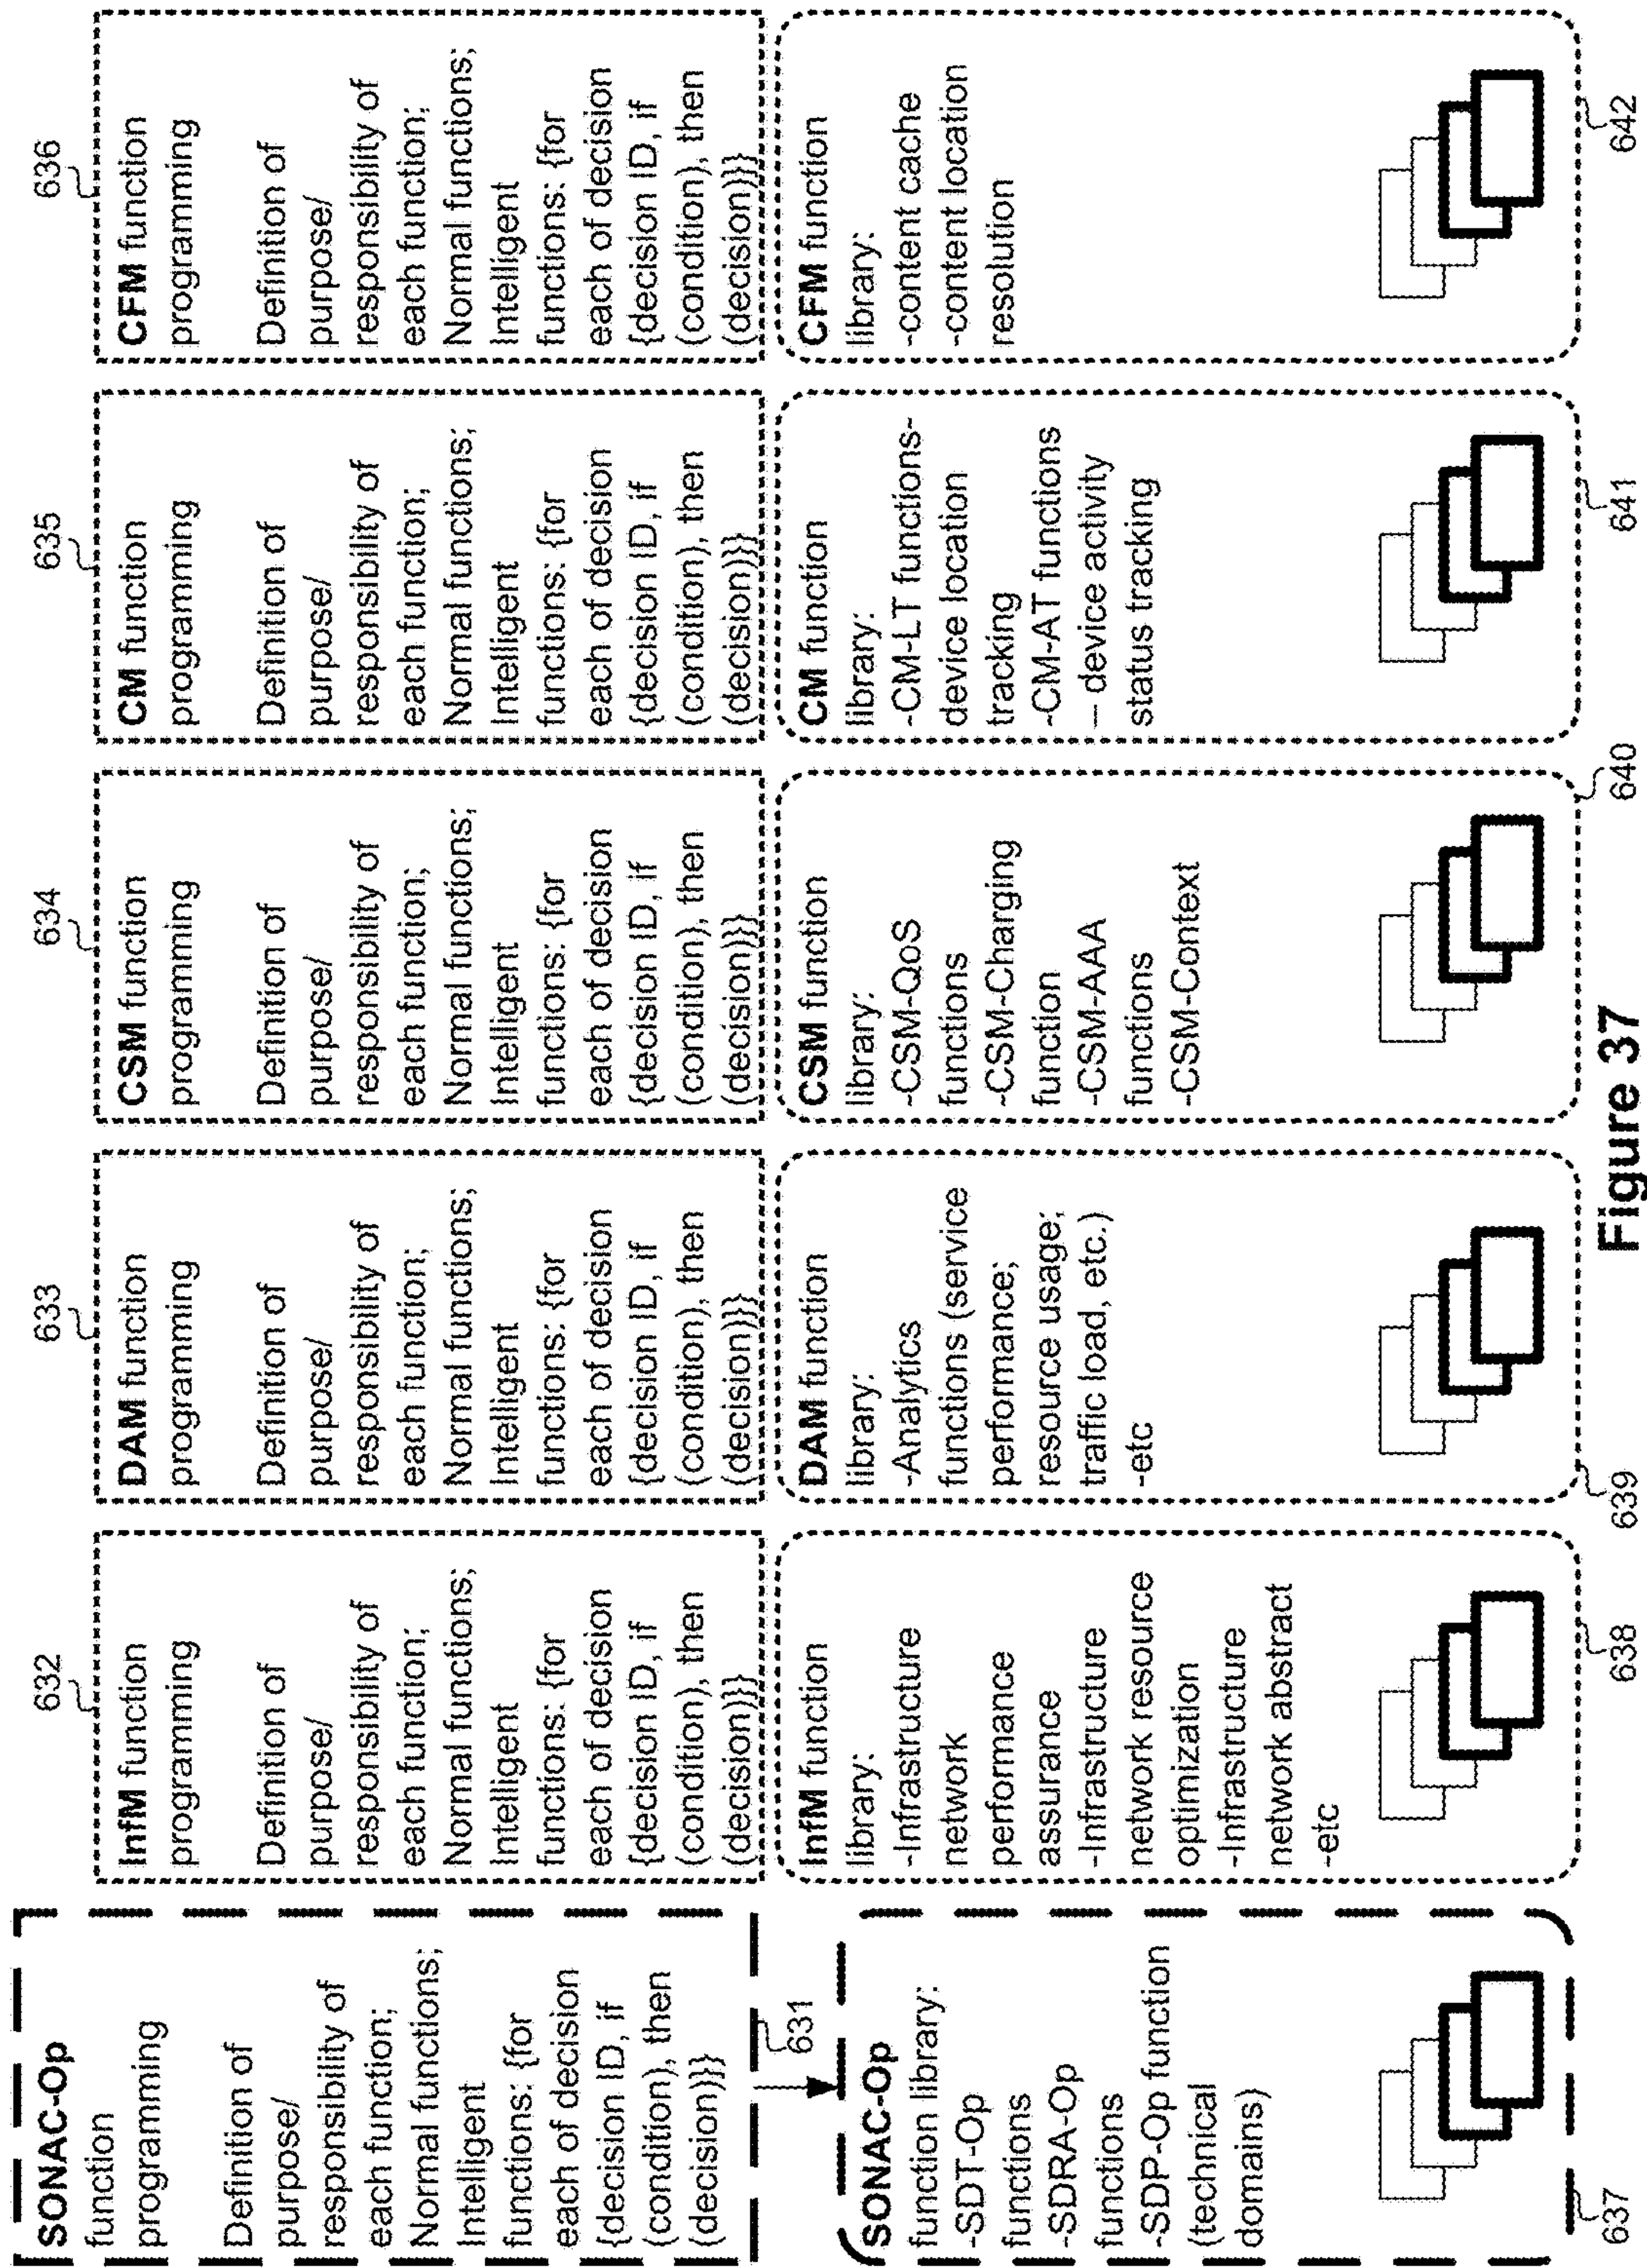 SONAC-Op
function
programming
Definition of
purpose/
responsibility of
each function;
Normal functions;
Intelligent
functions: {for
each of decision
{decision ID, if
(condition), then
(decision)}}
631
632
InfM function
programming
Definition of
purpose/
responsibility of
each function;
Normal functions;
Intelligent
functions: {for
each of decision
{decision ID, if
(condition), then
(decision)}}
633
DAM function
programming
Definition of
purpose/
responsibility of
each function;
Normal functions;
Intelligent
functions: {for
each of decision
{decision ID, if
(condition), then
(decision)}}
634
CSM function
programming
Definition of
purpose/
responsibility of
each function;
Normal functions;
Intelligent
functions: {for
each of decision
{decision ID, if
(condition), then
(decision)}}
635
CM function
programming
Definition of
purpose/
responsibility of
each function;
Normal functions;
Intelligent
functions: {for
each of decision
{decision ID, if
(condition), then
(decision)}}
636
CFM function
programming
Definition of
purpose/
responsibility of
each function;
Normal functions;
Intelligent
functions: {for
each of decision
{decision ID, if
(condition), then
(decision)}}
SONAC-Op
function library:
-SDT-Op
functions
-SDRA-Op
functions
-SDP-Op function
(technical
domains)
637
InfM function
library:
-Infrastructure
network
performance
assurance
-Infrastructure
network resource
optimization
-Infrastructure
network abstract
-etc
638
DAM function
library:
-Analytics
functions (service
performance;
resource usage;
traffic load, etc.)
-etc
639
CSM function
library:
-CSM-QoS
functions
-CSM-Charging
function
-CSM-AAA
functions
-CSM-Context
640
CM function
library:
-CM-LT functions-
device location
tracking
-CM-AT functions
– device activity
status tracking
641
CFM function
library:
-content cache
-content location
resolution
642
Figure 37